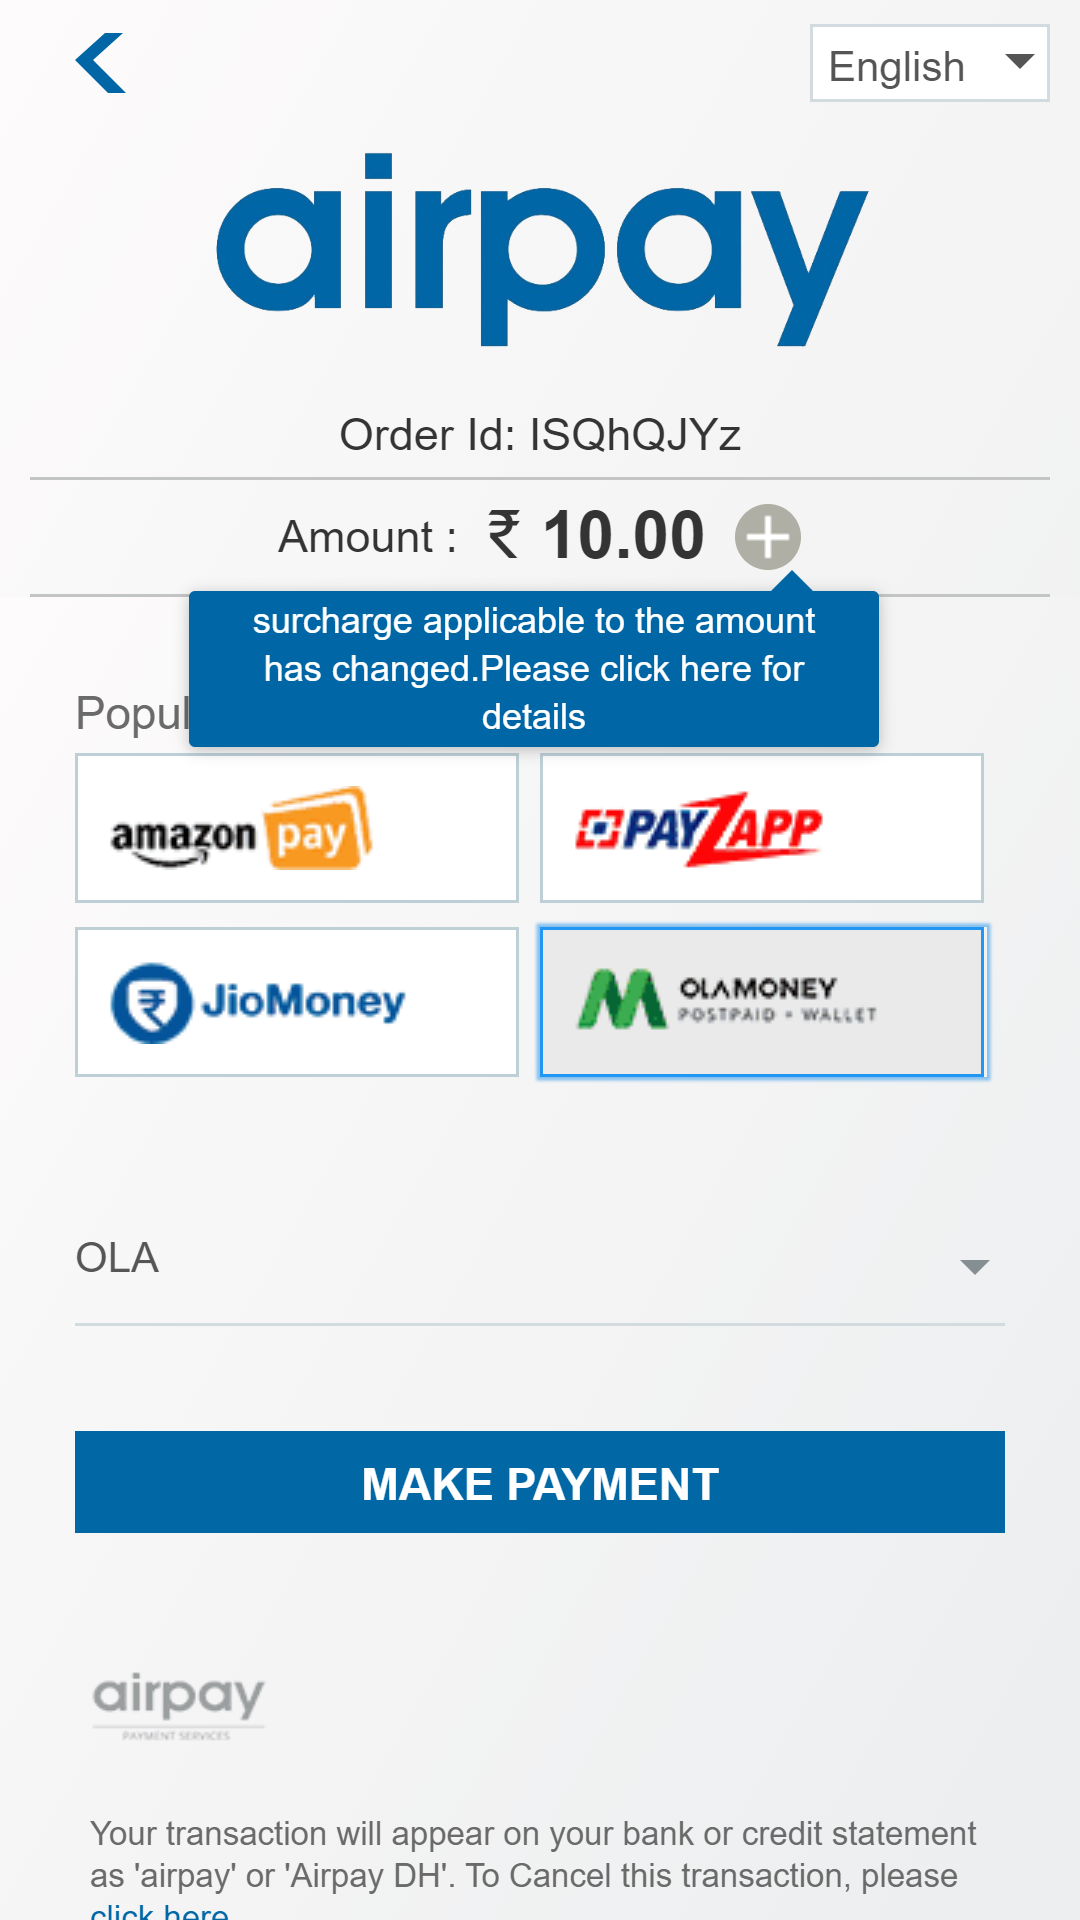 English
airpay
Order Id: ISQhQJYz
Amount : ₹ 10.00
surcharge applicable to the amount
has changed.Please click here for
details
Popul
amazon pay
PAYZAPP
JioMoney
OLAMONEY
POSTPAID • WALLET
OLA
MAKE PAYMENT
airpay
PAYMENT SERVICES
Your transaction will appear on your bank or credit statement
as 'airpay' or 'Airpay DH'. To Cancel this transaction, please
click here